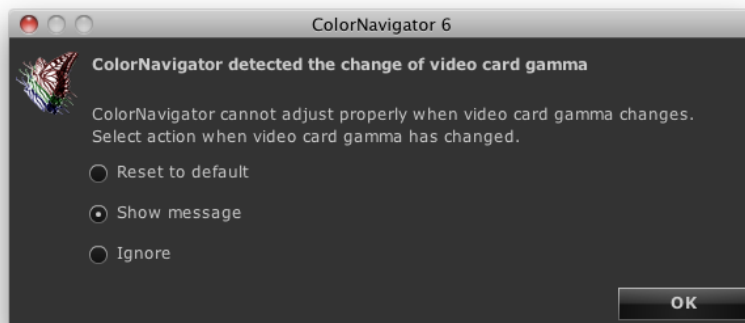 ColorNavigator 6
ColorNavigator detected the change of video card gamma
ColorNavigator cannot adjust properly when video card gamma changes.
Select action when video card gamma has changed.
Reset to default
Show message
Ignore
OK